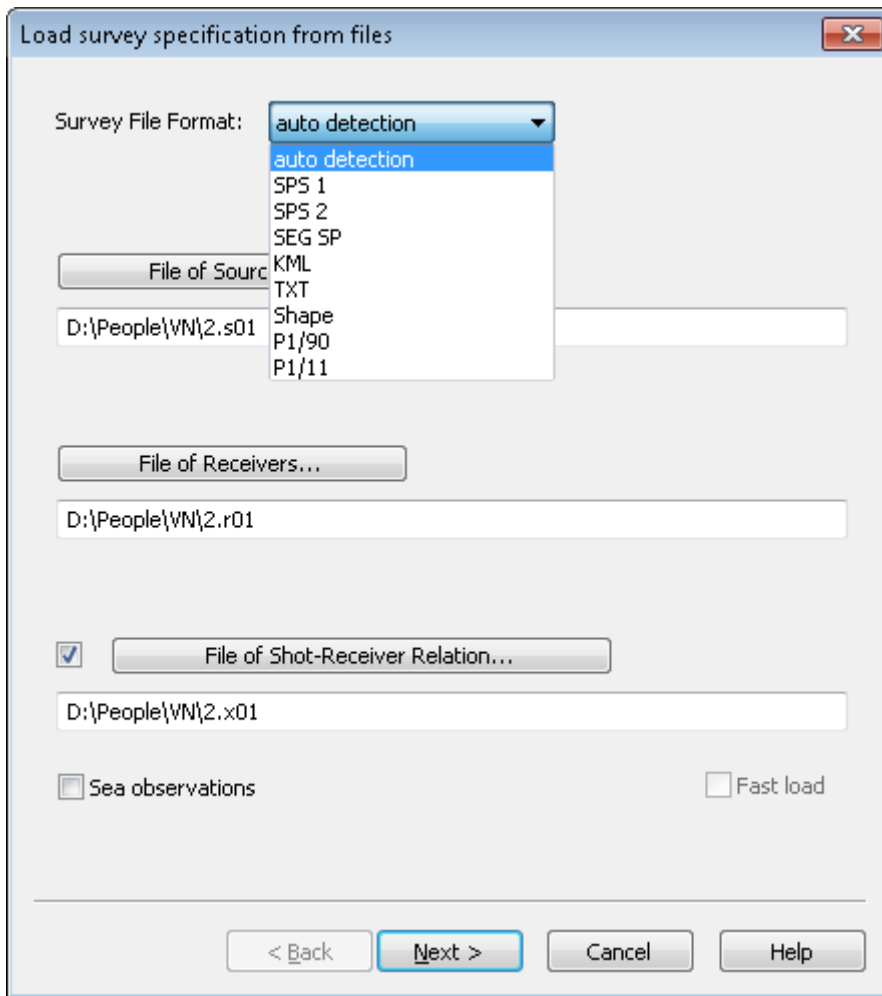 Load survey specification from files
Survey File Format:
auto detection
auto detection
SPS 1
SPS 2
SEG SP
KML
TXT
Shape
P1/90
P1/11
File of Sourc
D:\People\VN\2.s01
File of Receivers...
D:\People\VN\2.r01
File of Shot-Receiver Relation...
D:\People\VN\2.x01
Sea observations
Fast load
< Back
Next >
Cancel
Help